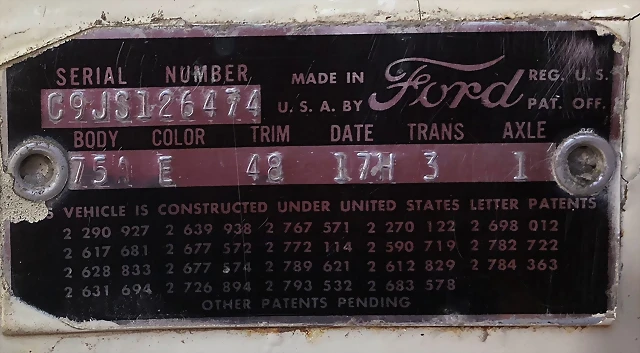 SERIAL NUMBER
MADE IN Ford REG. U.S.
C9JS126474 U.S.A. BY PAT. OFF.
BODY COLOR TRIM DATE TRANS AXLE
E 48 17H 3 1
VEHICLE IS CONSTRUCTED UNDER UNITED STATES LETTER PATENTS
2 290 927 2 639 938 2 767 571 2 270 122 2 698 012
2 617 681 2 677 572 2 772 114 2 590 719 2 782 722
2 628 833 2 677 574 2 789 621 2 612 829 2 784 363
2 631 694 2 726 894 2 793 532 2 683 578
OTHER PATENTS PENDING